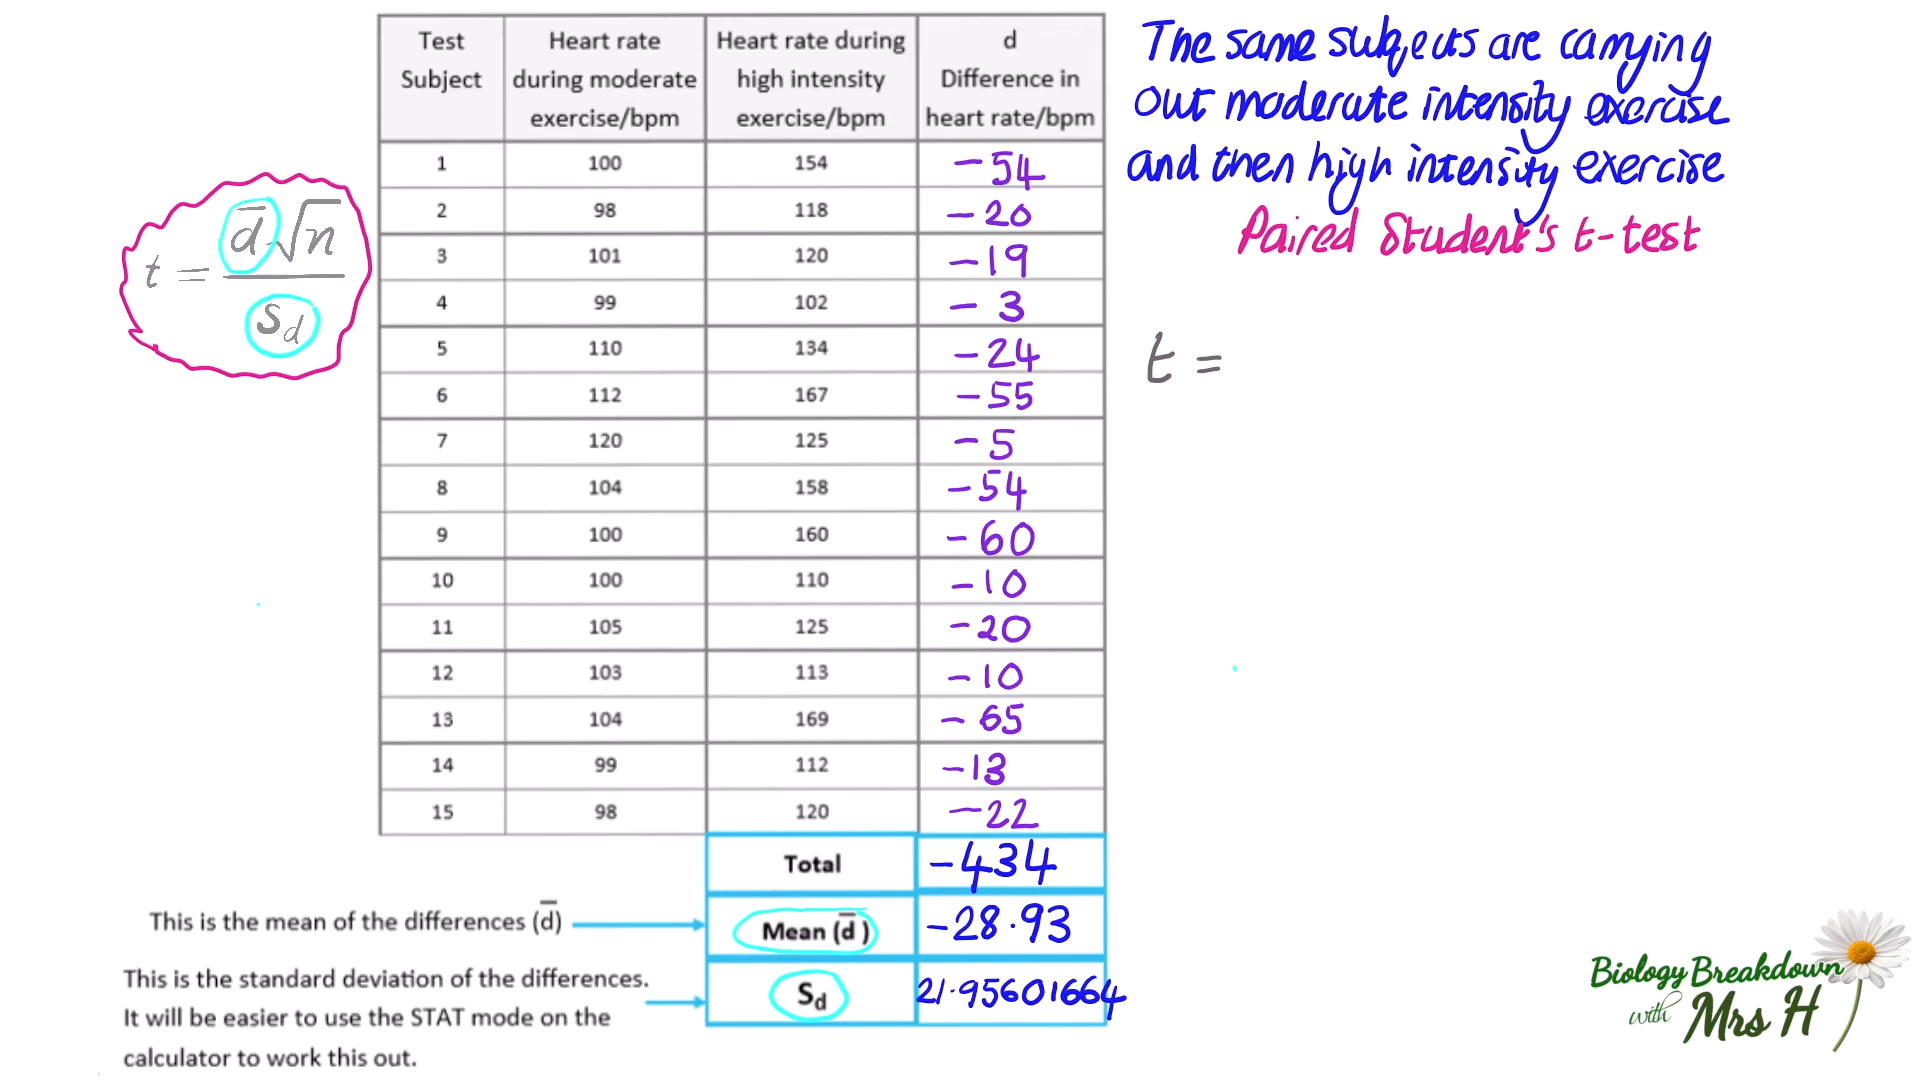 Test Subject | Heart rate during moderate exercise/bpm | Heart rate during high intensity exercise/bpm | d Difference in heart rate/bpm
1 | 100 | 154 | -54
2 | 98 | 118 | -20
3 | 101 | 120 | -19
4 | 99 | 102 | - 3
5 | 110 | 134 | -24
6 | 112 | 167 | -55
7 | 120 | 125 | -5
8 | 104 | 158 | -54
9 | 100 | 160 | -60
10 | 100 | 110 | -10
11 | 105 | 125 | -20
12 | 103 | 113 | -10
13 | 104 | 169 | -65
14 | 99 | 112 | -13
15 | 98 | 120 | -22
Total | -434
Mean (d̅) | -28.93
Sd | 21.95601664
t = d̅√n / Sd
This is the mean of the differences (d̅)
This is the standard deviation of the differences.
It will be easier to use the STAT mode on the
calculator to work this out.
The same subjects are carrying
out moderate intensity exercise
and then high intensity exercise
Paired Student's t-test
t =
Biology Breakdown
with Mrs H